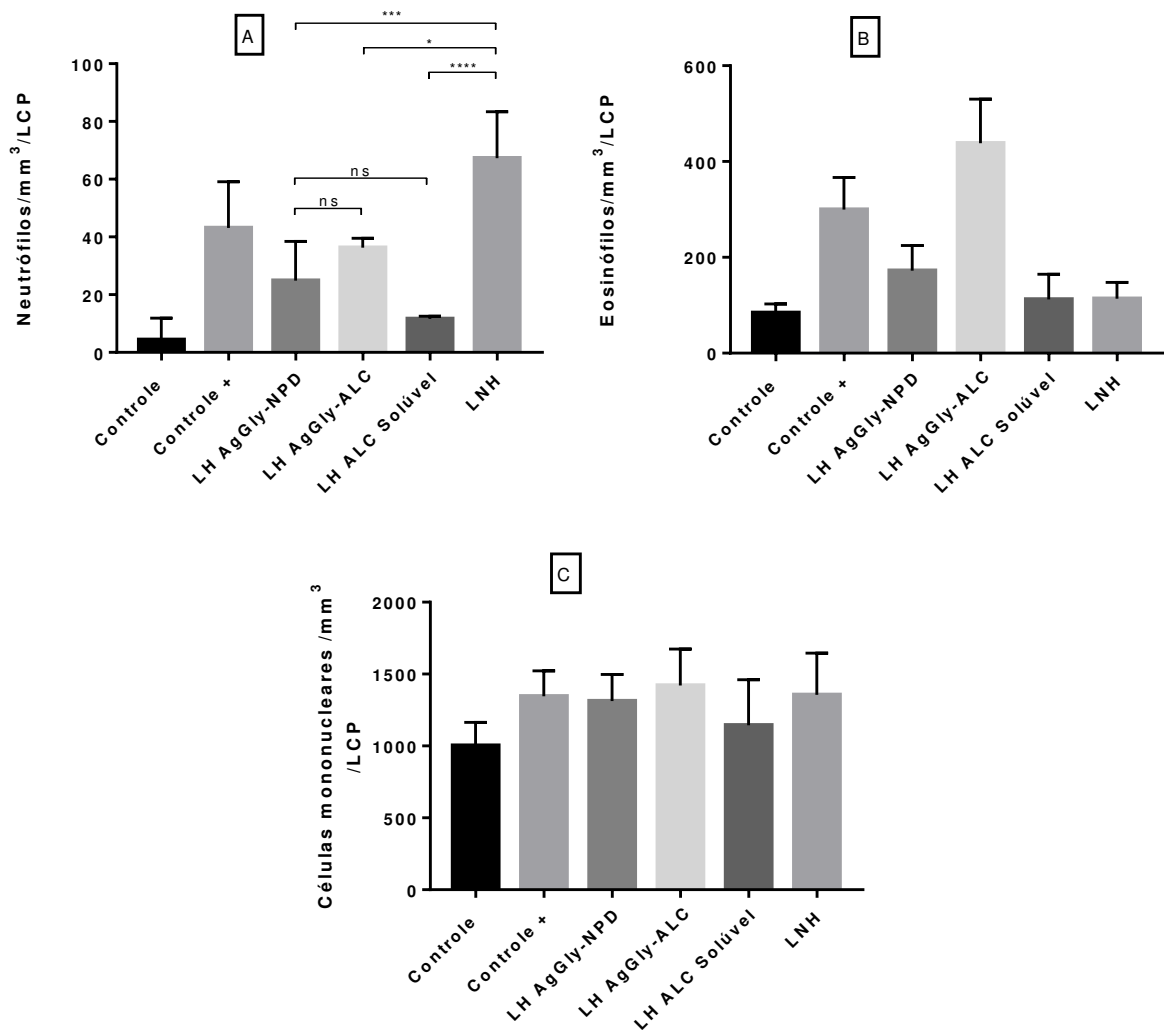 A
***
*
****
ns
ns
Neutrófilos/mm3/LCP
100
80
60
40
20
0
Controle
Controle +
LH AgGly-NPD
LH AgGly-ALC
LH ALC Solúvel
LNH
B
Eosinófilos/mm3/LCP
600
400
200
0
Controle
Controle +
LH AgGly-NPD
LH AgGly-ALC
LH ALC Solúvel
LNH
C
Células mononucleares /mm3
/LCP
2000
1500
1000
500
0
Controle
Controle +
LH AgGly-NPD
LH AgGly-ALC
LH ALC Solúvel
LNH